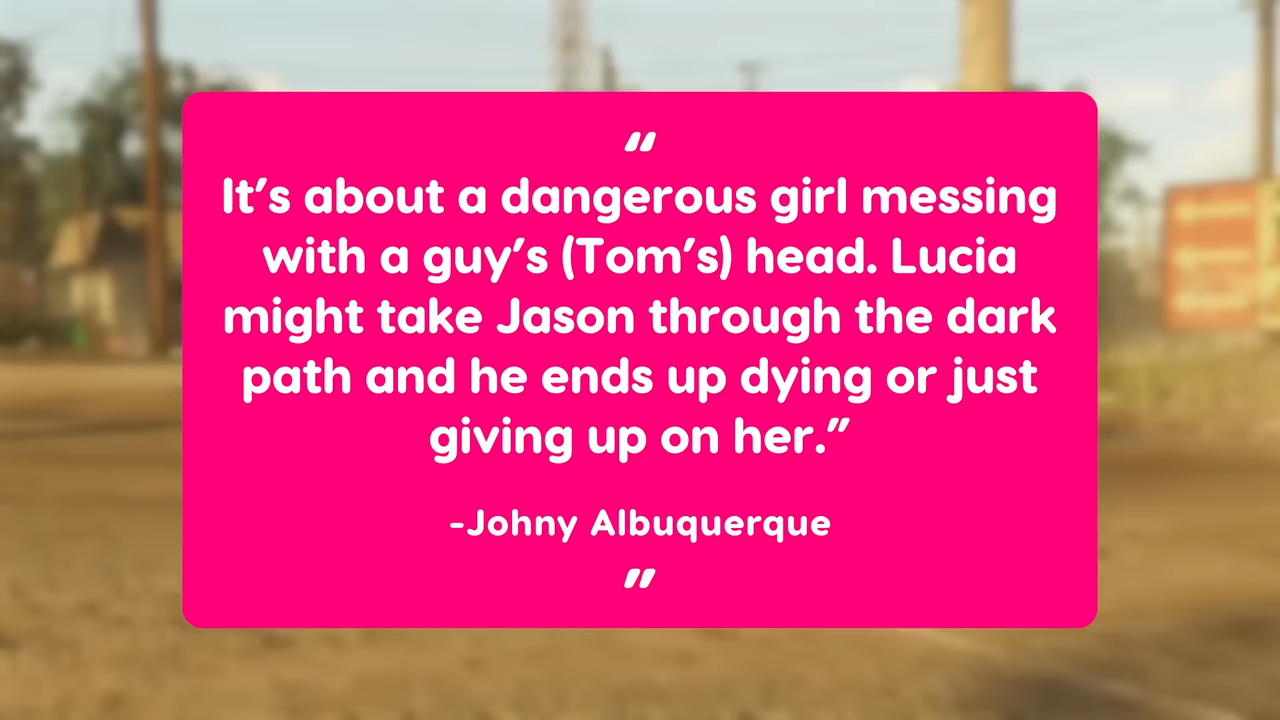 “
It’s about a dangerous girl messing
with a guy’s (Tom’s) head. Lucia
might take Jason through the dark
path and he ends up dying or just
giving up on her.”
-Johny Albuquerque
”